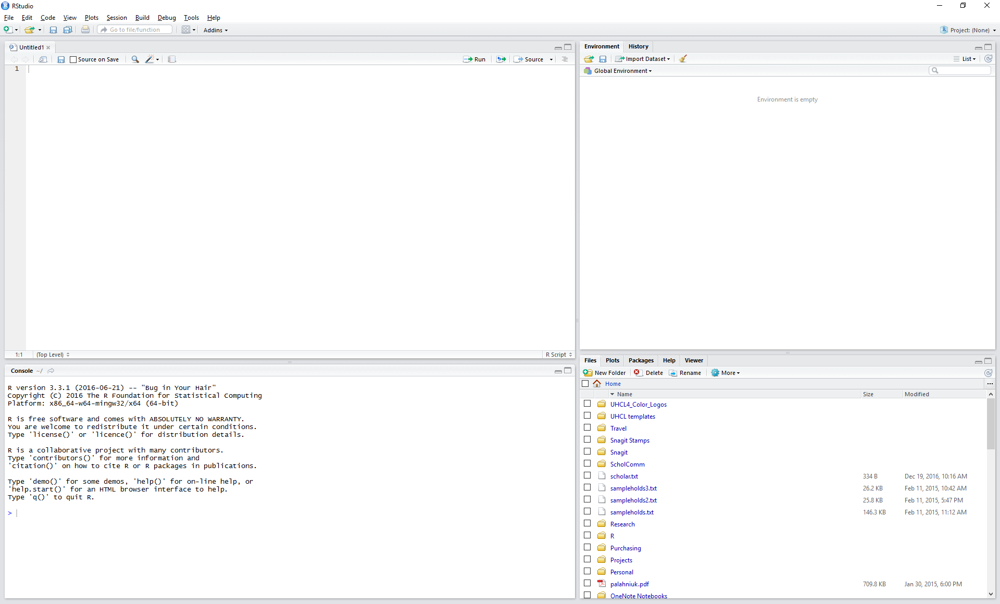 RStudio
File Edit Code View Plots Session Build Debug Tools Help
Go to file/function Addins Project: (None)
Untitled1
Source on Save Run Source
1
1:1 (Top Level) R Script
Console ~/
R version 3.3.1 (2016-06-21) -- "Bug in Your Hair"
Copyright (C) 2016 The R Foundation for Statistical Computing
Platform: x86_64-w64-mingw32/x64 (64-bit)
R is free software and comes with ABSOLUTELY NO WARRANTY.
You are welcome to redistribute it under certain conditions.
Type 'license()' or 'licence()' for distribution details.
R is a collaborative project with many contributors.
Type 'contributors()' for more information and
'citation()' on how to cite R or R packages in publications.
Type 'demo()' for some demos, 'help()' for on-line help, or
'help.start()' for an HTML browser interface to help.
Type 'q()' to quit R.
>
Environment History
Import Dataset List
Global Environment
Environment is empty
Files Plots Packages Help Viewer
New Folder Delete Rename More
Home ...
Name Size Modified
UHCL4_Color_Logos
UHCL templates
Travel
Snagit Stamps
Snagit
ScholComm
scholar.txt 334 B Dec 19, 2016, 10:16 AM
sampleholds3.txt 26.2 KB Feb 11, 2015, 10:42 AM
sampleholds2.txt 25.8 KB Feb 11, 2015, 5:47 PM
sampleholds.txt 146.3 KB Feb 11, 2015, 11:12 AM
Research
R
Purchasing
Projects
Personal
palahniuk.pdf 709.8 KB Jan 30, 2015, 6:00 PM
OneNote Notebooks